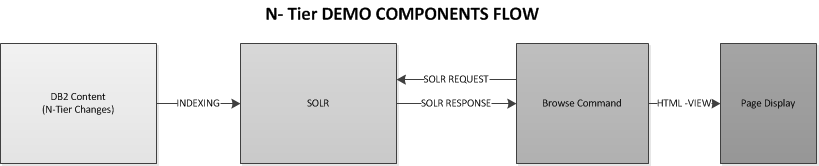 N- Tier DEMO COMPONENTS FLOW
DB2 Content
(N-Tier Changes)
INDEXING
SOLR
SOLR REQUEST
SOLR RESPONSE
Browse Command
HTML -VIEW
Page Display